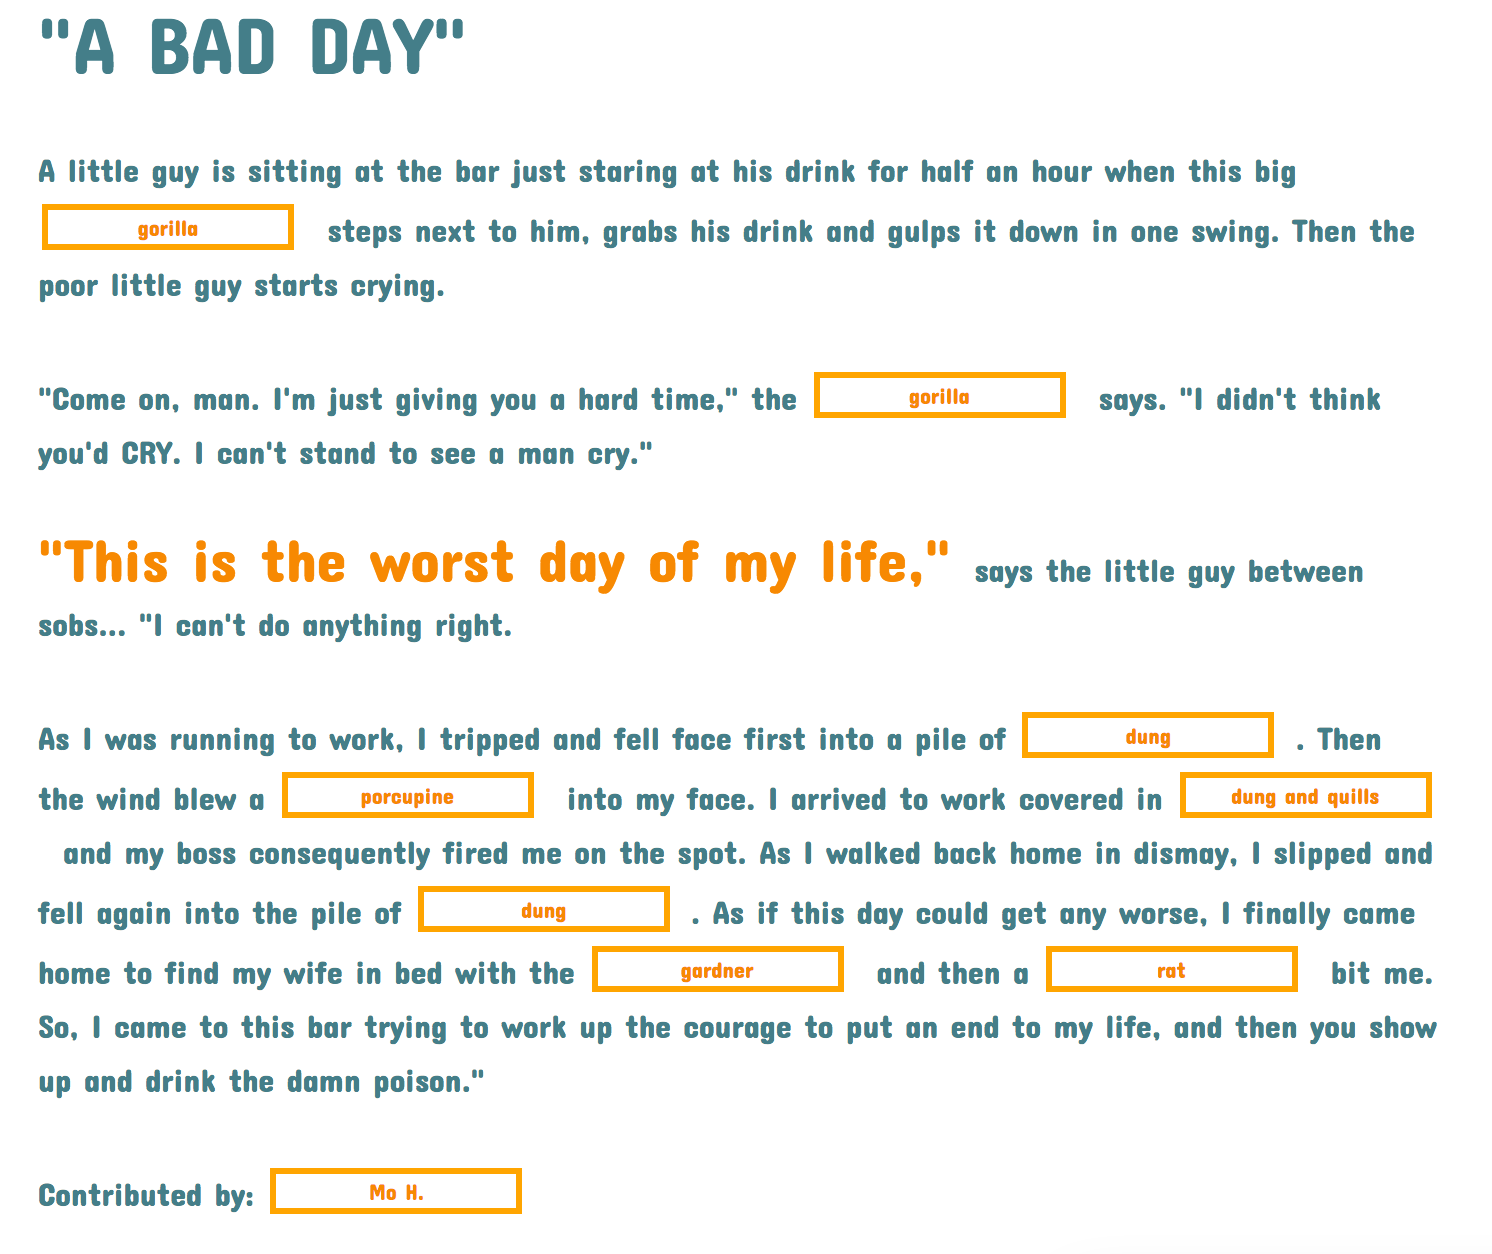 "A BAD DAY"
A little guy is sitting at the bar just staring at his drink for half an hour when this big
gorilla steps next to him, grabs his drink and gulps it down in one swing. Then the
poor little guy starts crying.
"Come on, man. I'm just giving you a hard time," the gorilla says. "I didn't think
you'd CRY. I can't stand to see a man cry."
"This is the worst day of my life," says the little guy between
sobs... "I can't do anything right.
As I was running to work, I tripped and fell face first into a pile of dung . Then
the wind blew a porcupine into my face. I arrived to work covered in dung and quills
and my boss consequently fired me on the spot. As I walked back home in dismay, I slipped and
fell again into the pile of dung . As if this day could get any worse, I finally came
home to find my wife in bed with the gardner and then a rat bit me.
So, I came to this bar trying to work up the courage to put an end to my life, and then you show
up and drink the damn poison."
Contributed by: Mo H.